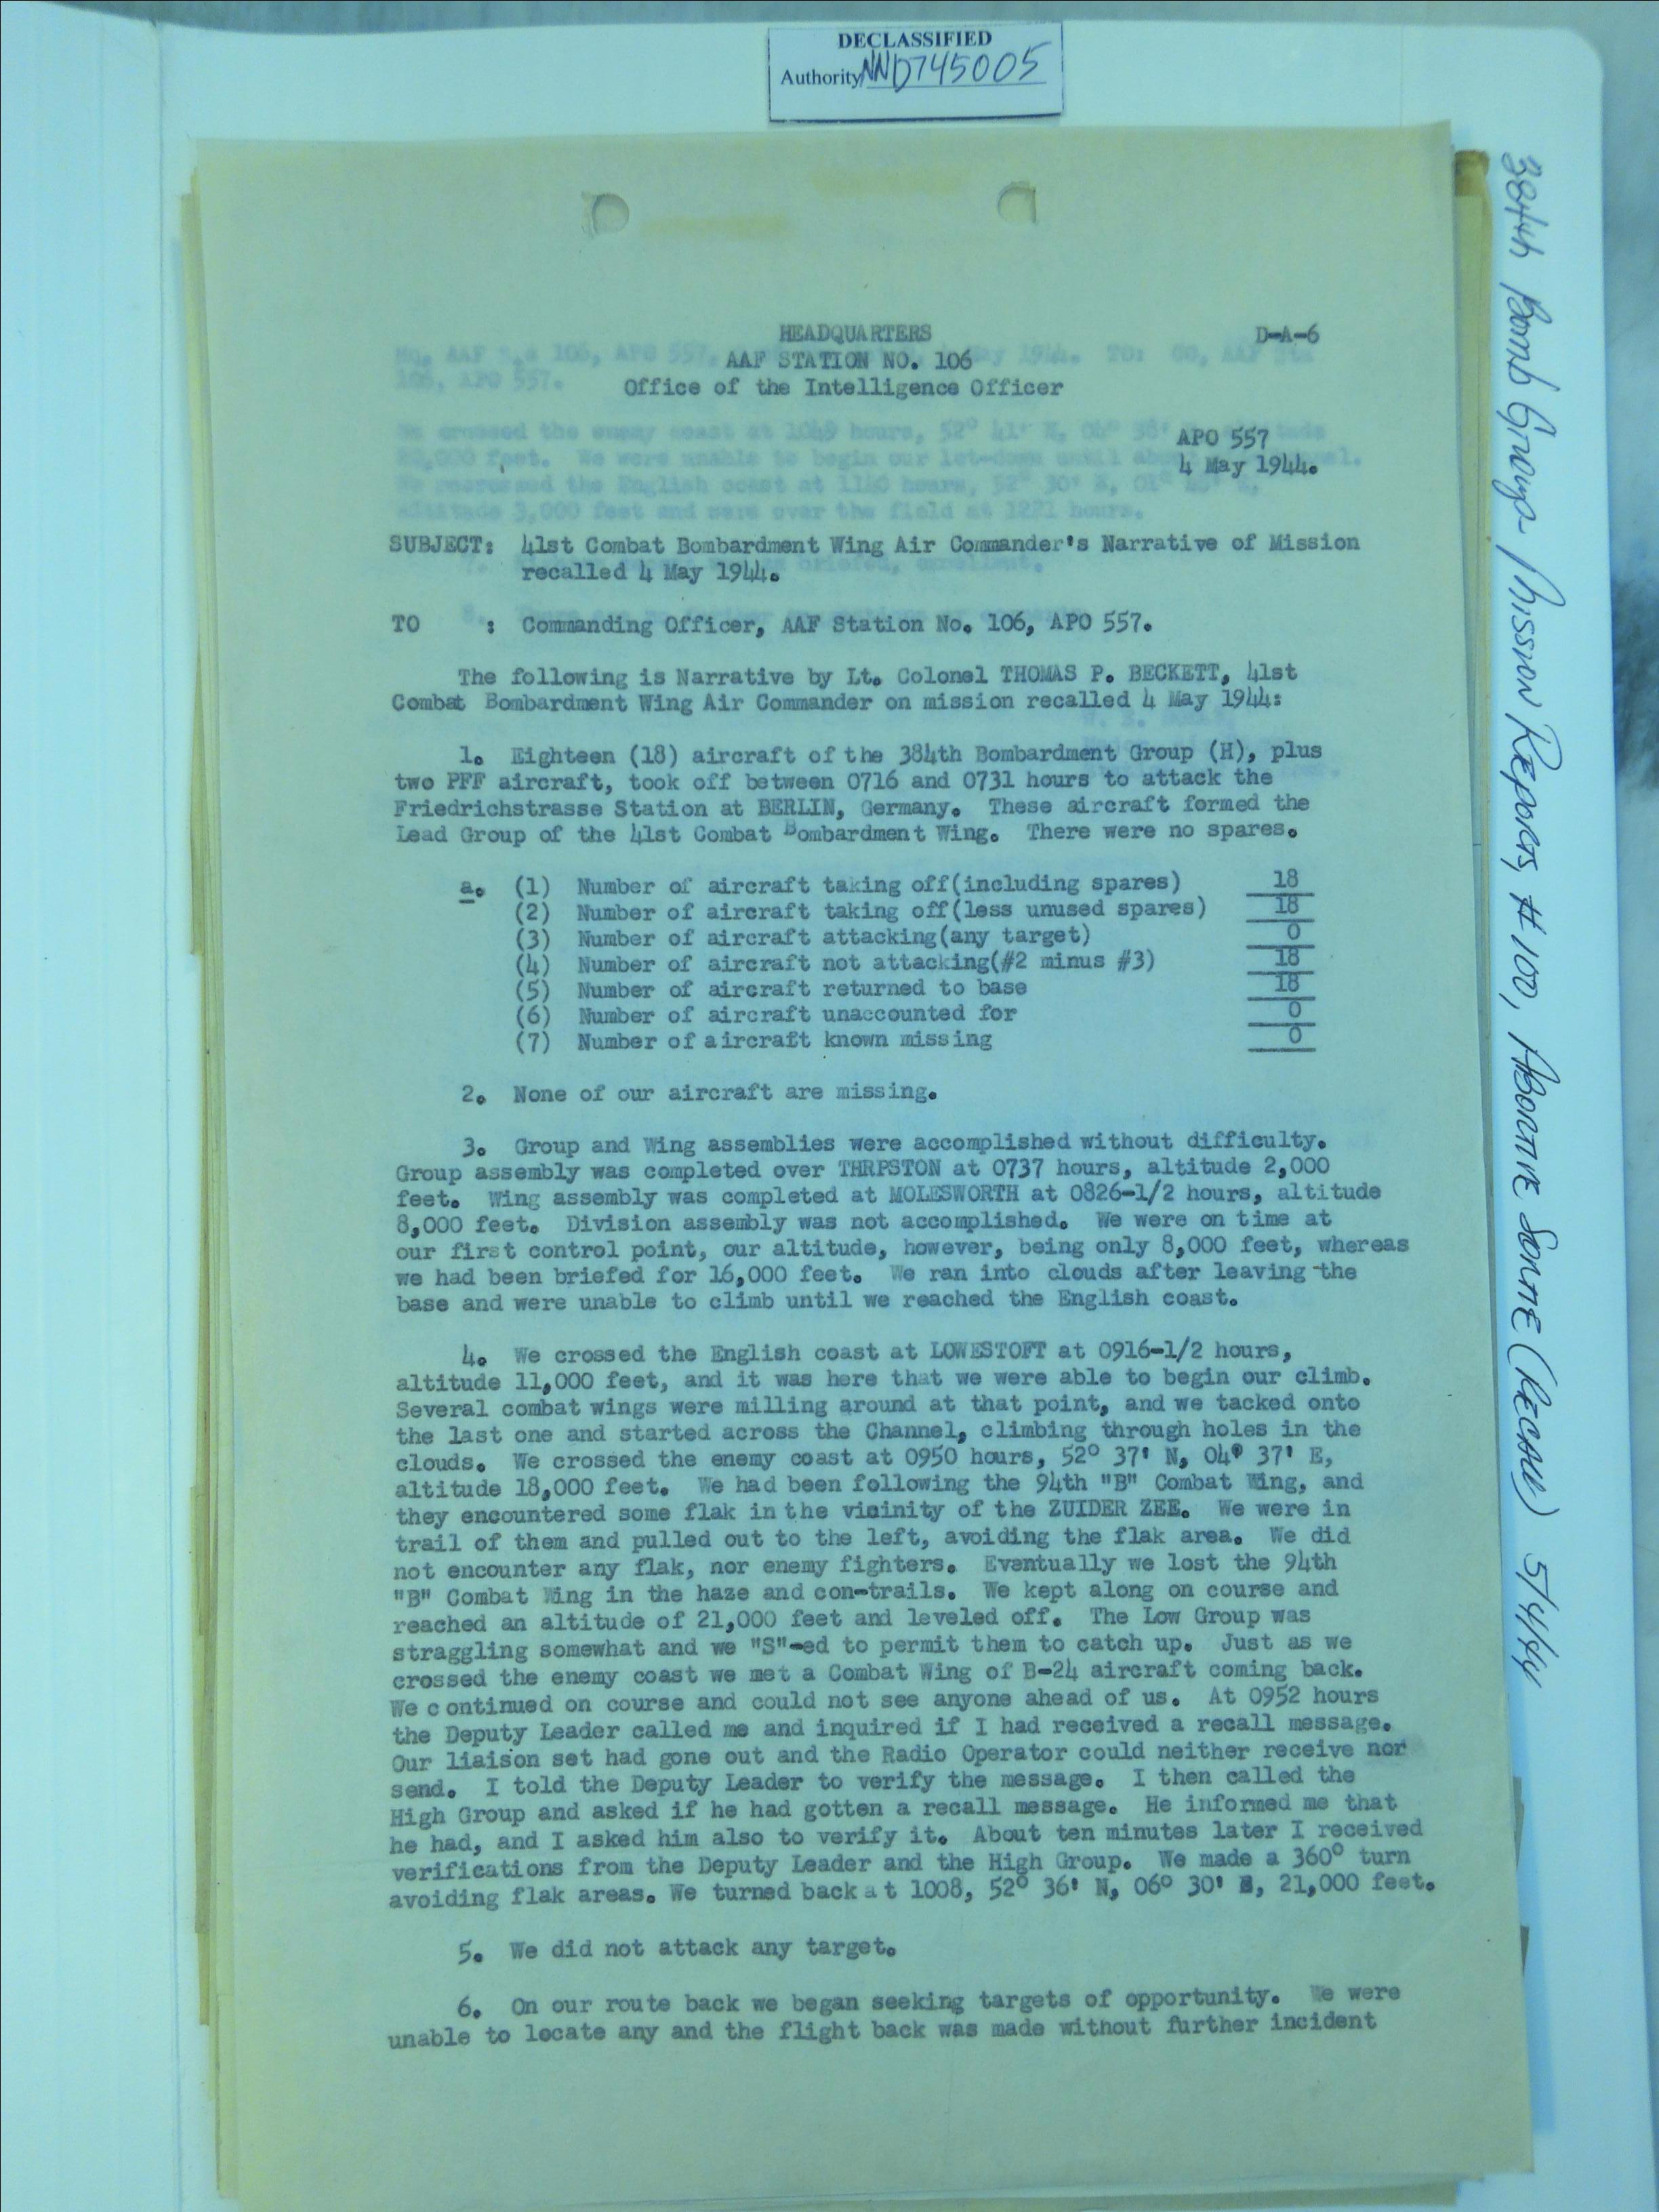 DECLASSIFIED
Authority NND745005
HEADQUARTERS
D-A-6
AAF STATION NO. 106
Office of the Intelligence Officer
APO 557
4 May 1944.
SUBJECT: 41st Combat Bombardment Wing Air Commander's Narrative of Mission
recalled 4 May 1944.
TO : Commanding Officer, AAF Station No. 106, APO 557.
The following is Narrative by Lt. Colonel THOMAS P. BECKETT, 41st
Combat Bombardment Wing Air Commander on mission recalled 4 May 1944:
1. Eighteen (18) aircraft of the 384th Bombardment Group (H), plus
two PFF aircraft, took off between 0716 and 0731 hours to attack the
Friedrichstrasse Station at BERLIN, Germany. These aircraft formed the
Lead Group of the 41st Combat Bombardment Wing. There were no spares.
a. (1) Number of aircraft taking off(including spares) 18
(2) Number of aircraft taking off(less unused spares) 18
(3) Number of aircraft attacking(any target) 0
(4) Number of aircraft not attacking(#2 minus #3) 18
(5) Number of aircraft returned to base 18
(6) Number of aircraft unaccounted for 0
(7) Number of aircraft known missing 0
2. None of our aircraft are missing.
3. Group and Wing assemblies were accomplished without difficulty.
Group assembly was completed over THRPSTON at 0737 hours, altitude 2,000
feet. Wing assembly was completed at MOLESWORTH at 0826-1/2 hours, altitude
8,000 feet. Division assembly was not accomplished. We were on time at
our first control point, our altitude, however, being only 8,000 feet, whereas
we had been briefed for 16,000 feet. We ran into clouds after leaving the
base and were unable to climb until we reached the English coast.
4. We crossed the English coast at LOWESTOFT at 0916-1/2 hours,
altitude 11,000 feet, and it was here that we were able to begin our climb.
Several combat wings were milling around at that point, and we tacked onto
the last one and started across the Channel, climbing through holes in the
clouds. We crossed the enemy coast at 0950 hours, 52° 37' N, 04° 37' E,
altitude 18,000 feet. We had been following the 94th "B" Combat Wing, and
they encountered some flak in the vicinity of the ZUIDER ZEE. We were in
trail of them and pulled out to the left, avoiding the flak area. We did
not encounter any flak, nor enemy fighters. Eventually we lost the 94th
"B" Combat Wing in the haze and con-trails. We kept along on course and
reached an altitude of 21,000 feet and leveled off. The Low Group was
straggling somewhat and we "S"-ed to permit them to catch up. Just as we
crossed the enemy coast we met a Combat Wing of B-24 aircraft coming back.
We continued on course and could not see anyone ahead of us. At 0952 hours
the Deputy Leader called me and inquired if I had received a recall message.
Our liaison set had gone out and the Radio Operator could neither receive nor
send. I told the Deputy Leader to verify the message. I then called the
High Group and asked if he had gotten a recall message. He informed me that
he had, and I asked him also to verify it. About ten minutes later I received
verifications from the Deputy Leader and the High Group. We made a 360° turn
avoiding flak areas. We turned back at 1008, 52° 36' N, 06° 30' E, 21,000 feet.
5. We did not attack any target.
6. On our route back we began seeking targets of opportunity. We were
unable to locate any and the flight back was made without further incident
384th Bomb Group Mission Reports, #100, Abortive Sortie (Recall) 5/4/44